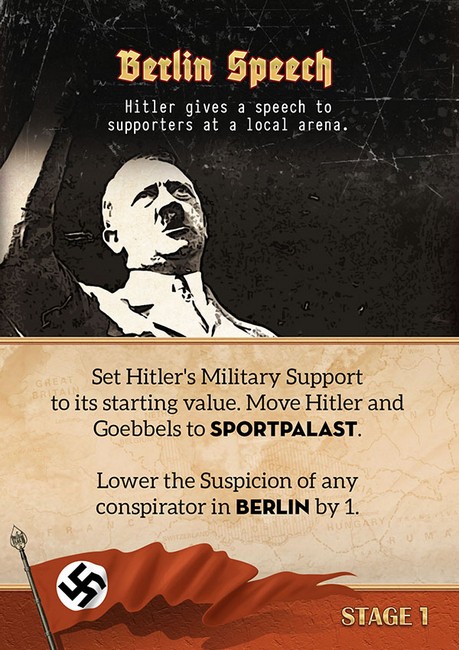 Berlin Speech
Hitler gives a speech to
supporters at a local arena.
Set Hitler's Military Support
to its starting value. Move Hitler and
Goebbels to SPORTPALAST.
Lower the Suspicion of any
conspirator in BERLIN by 1.
STAGE 1